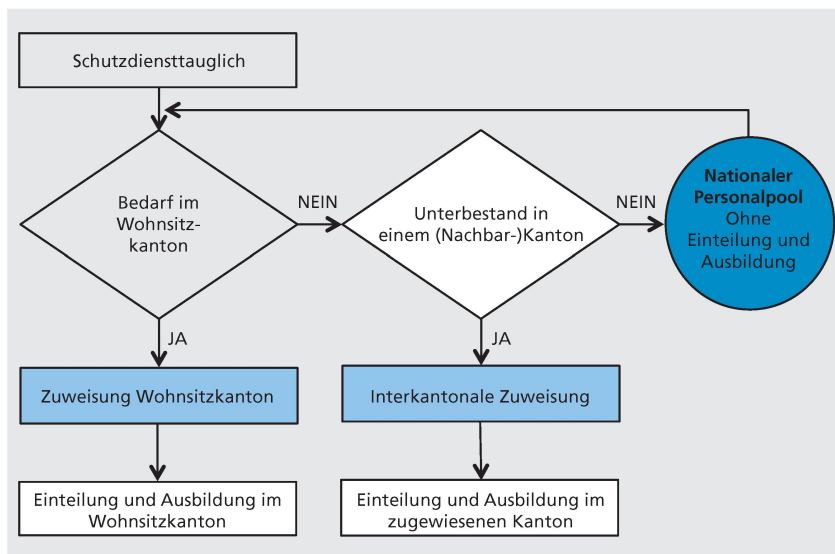 Schutzdiensttauglich
Bedarf im
Wohnsitz-
kanton
NEIN
Unterbestand in
einem (Nachbar-)Kanton
NEIN
Nationaler
Personalpool
Ohne
Einteilung und
Ausbildung
JA
JA
Zuweisung Wohnsitzkanton
Interkantonale Zuweisung
Einteilung und Ausbildung im
Wohnsitzkanton
Einteilung und Ausbildung im
zugewiesenen Kanton